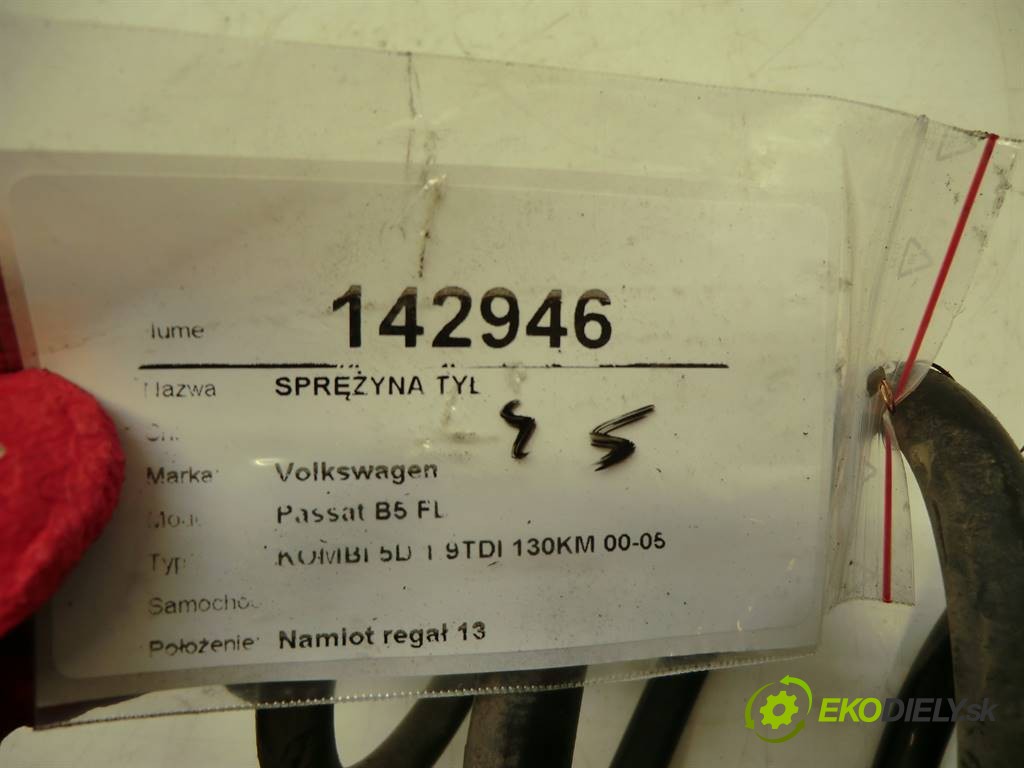 142946
Nazwa SPRĘŻYNA TYŁ
Marka Volkswagen
Passat B5 FL
Typ KOMBI 5D 1.9TDI 130KM 00-05
Położenie: Namiot regał 13
EKODIELY.sk